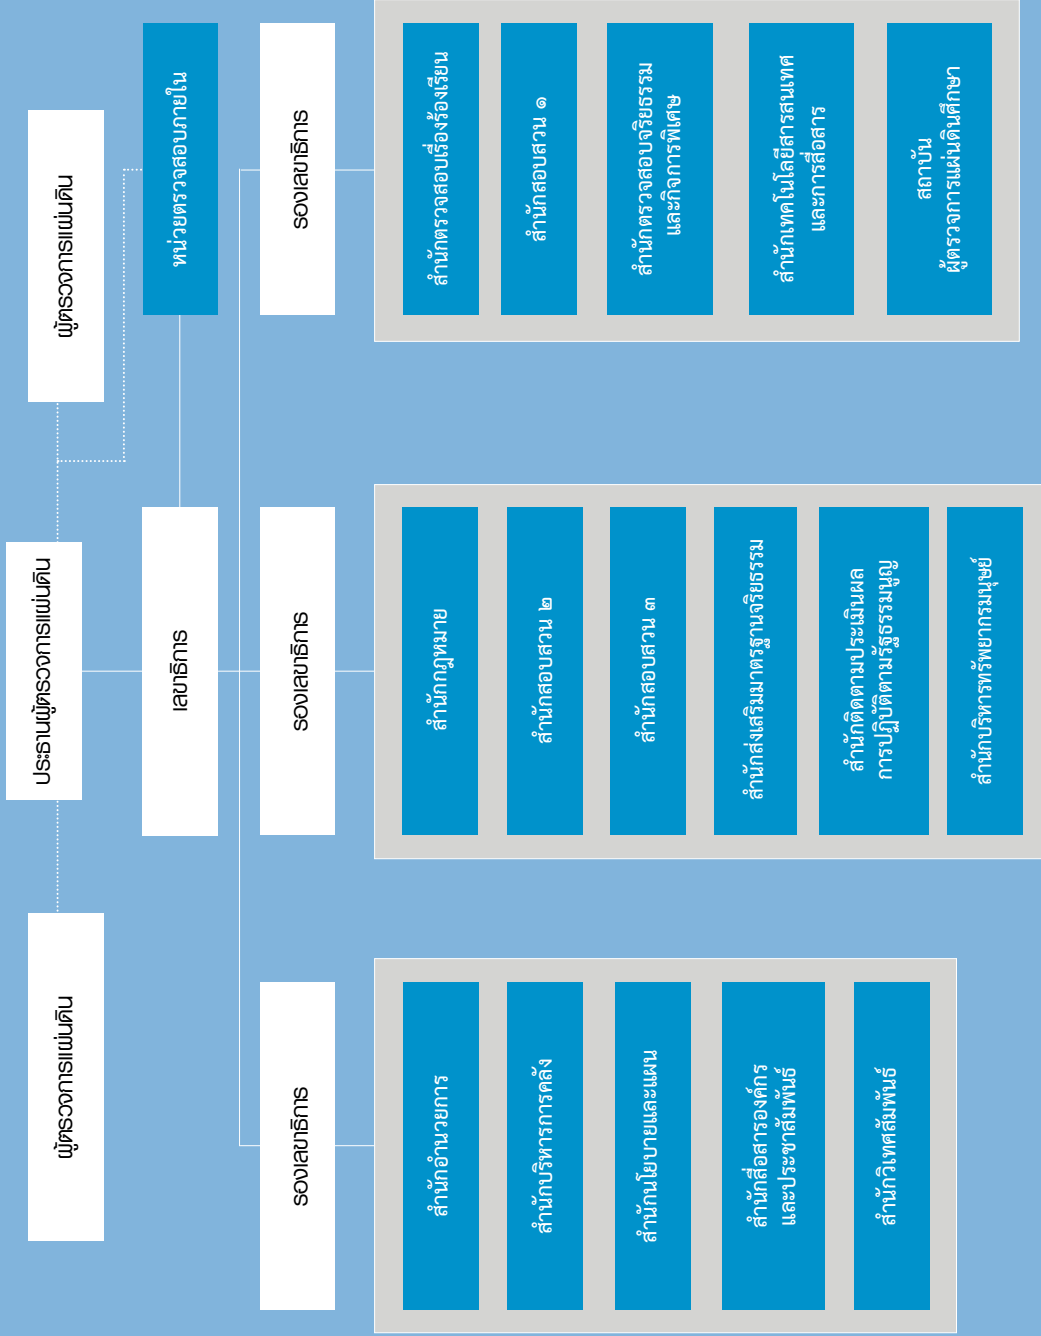 ประธานผู้ตรวจการแผ่นดิน
ผู้ตรวจการแผ่นดิน
ผู้ตรวจการแผ่นดิน
เลขาธิการ
หน่วยตรวจสอบภายใน
รองเลขาธิการ
รองเลขาธิการ
รองเลขาธิการ
สำนักอำนวยการ
สำนักบริหารการคลัง
สำนักนโยบายและแผน
สำนักสื่อสารองค์กร
และประชาสัมพันธ์
สำนักวิเทศสัมพันธ์
สำนักกฎหมาย
สำนักสอบสวน ๒
สำนักสอบสวน ๓
สำนักส่งเสริมมาตรฐานจริยธรรม
สำนักติดตามประเมินผล
การปฏิบัติตามรัฐธรรมนูญ
สำนักบริหารทรัพยากรมนุษย์
สำนักตรวจสอบเรื่องร้องเรียน
สำนักสอบสวน ๑
สำนักตรวจสอบจริยธรรม
และกิจการพิเศษ
สำนักเทคโนโลยีสารสนเทศ
และการสื่อสาร
สถาบัน
ผู้ตรวจการแผ่นดินศึกษา